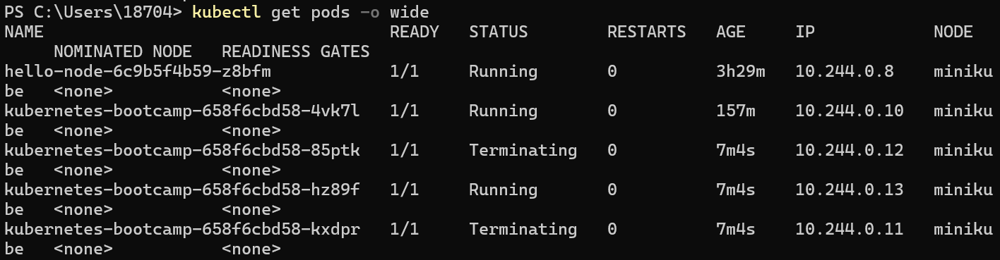 PS C:\Users\18704> kubectl get pods -o wide
NAME                                   READY   STATUS        RESTARTS   AGE     IP            NODE
     NOMINATED NODE   READINESS GATES
hello-node-6c9b5f4b59-z8bfm            1/1     Running       0          3h29m   10.244.0.8    miniku
be   <none>           <none>
kubernetes-bootcamp-658f6cbd58-4vk7l   1/1     Running       0          157m    10.244.0.10   miniku
be   <none>           <none>
kubernetes-bootcamp-658f6cbd58-85ptk   1/1     Terminating   0          7m4s    10.244.0.12   miniku
be   <none>           <none>
kubernetes-bootcamp-658f6cbd58-hz89f   1/1     Running       0          7m4s    10.244.0.13   miniku
be   <none>           <none>
kubernetes-bootcamp-658f6cbd58-kxdpr   1/1     Terminating   0          7m4s    10.244.0.11   miniku
be   <none>           <none>